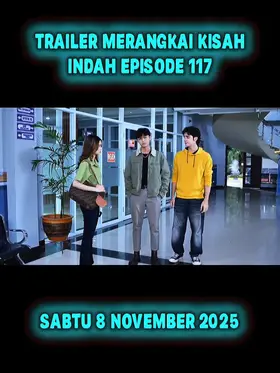 TRAILER MERANGKAI KISAH
INDAH EPISODE 117
SABTU 8 NOVEMBER 2025